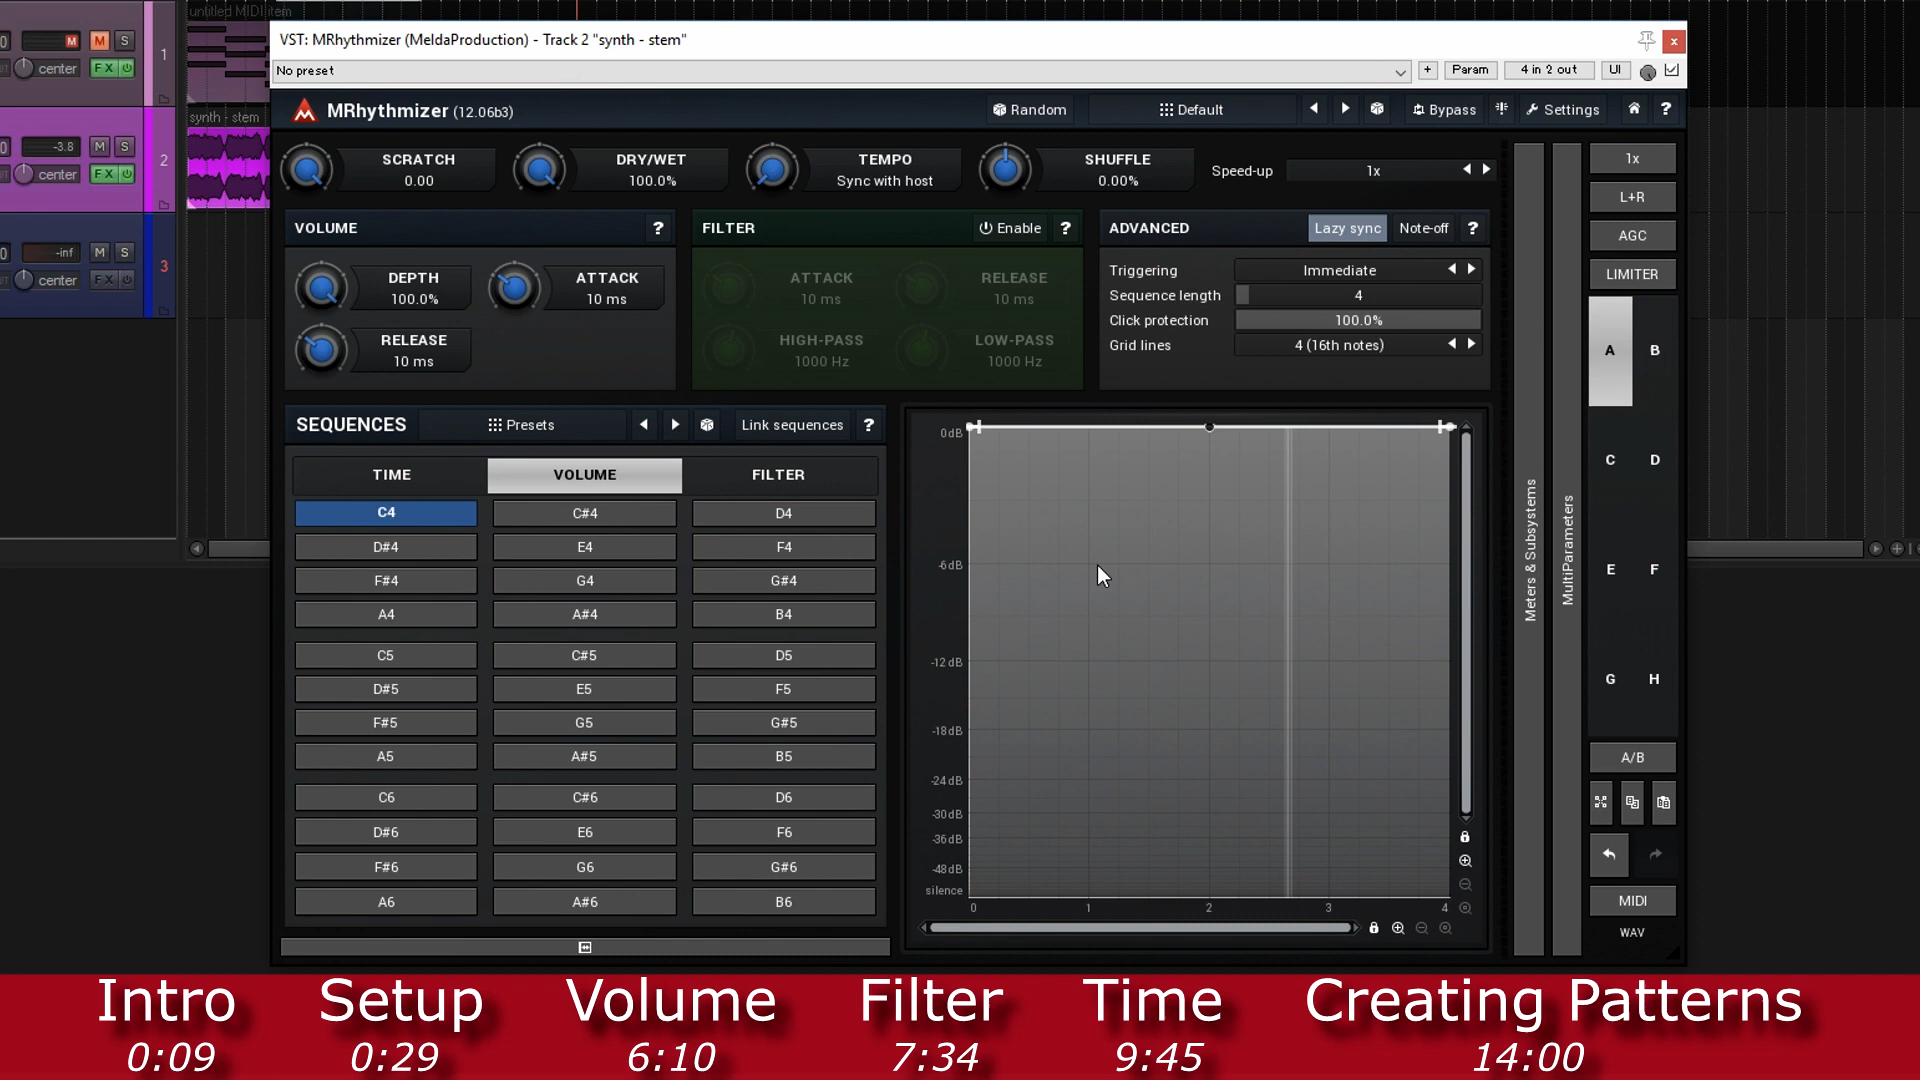 untitled MIDI item
VST: MRhythmizer (MeldaProduction) - Track 2 "synth - stem"
No preset
+ Param 4 in 2 out UI
MRhythmizer (12.06b3) Random Default Bypass Settings ?
M M S 1
center FX
synth - stem
-3.8 M S 2
center FX
-inf M S 3
center FX
SCRATCH 0.00
DRY/WET 100.0%
TEMPO Sync with host
SHUFFLE 0.00%
Speed-up 1x
VOLUME ?
DEPTH 100.0%
ATTACK 10 ms
RELEASE 10 ms
FILTER Enable ?
ATTACK 10 ms
RELEASE 10 ms
HIGH-PASS 1000 Hz
LOW-PASS 1000 Hz
ADVANCED Lazy sync Note-off ?
Triggering Immediate
Sequence length 4
Click protection 100.0%
Grid lines 4 (16th notes)
SEQUENCES Presets Link sequences ?
TIME VOLUME FILTER
C4 C#4 D4
D#4 E4 F4
F#4 G4 G#4
A4 A#4 B4
C5 C#5 D5
D#5 E5 F5
F#5 G5 G#5
A5 A#5 B5
C6 C#6 D6
D#6 E6 F6
F#6 G6 G#6
A6 A#6 B6
0dB
-6dB
-12dB
-18dB
-24dB
-30dB
-36dB
-48dB
silence
0 1 2 3 4
Meters & Subsystems
MultiParameters
1x
L+R
AGC
LIMITER
A B
C D
E F
G H
A/B
MIDI
WAV
Intro Setup Volume Filter Time Creating Patterns
0:09 0:29 6:10 7:34 9:45 14:00